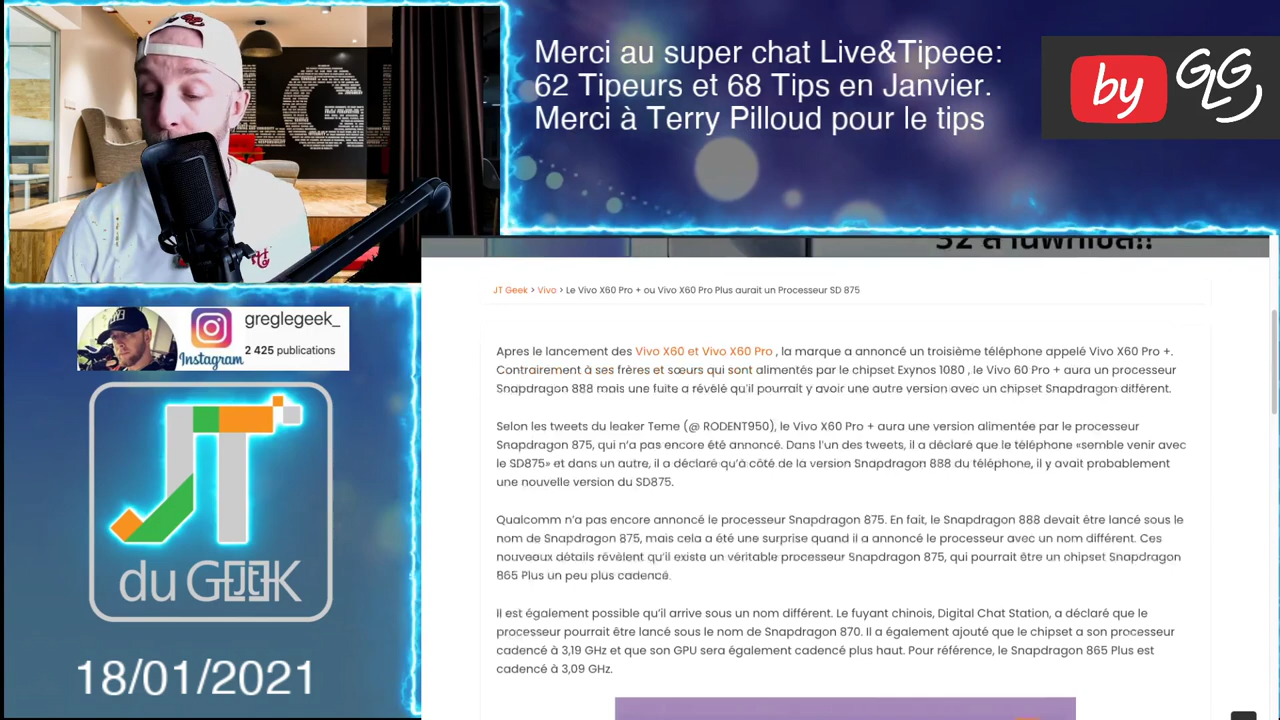 Merci au super chat Live&Tipeee:
62 Tipeurs et 98 Tips en Janvier.
Merci à Terry Pilloud pour le tips
by GiG
greglegeek_
Instagram
2 425 publications
JT
du GEEK
18/01/2021
JT Geek > Vivo > Le Vivo X60 Pro + ou Vivo X60 Pro Plus aurait un Processeur SD 875
Apres le lancement des Vivo X60 et Vivo X60 Pro , la marque a annoncé un troisième téléphone appelé Vivo X60 Pro +.
Contrairement à ses frères et sœurs qui sont alimentés par le chipset Exynos 1080 , le Vivo 60 Pro + aura un processeur
Snapdragon 888 mais une fuite a révélé qu'il pourrait y avoir une autre version avec un chipset Snapdragon différent.
Selon les tweets du leaker Teme (@ RODENT950), le Vivo X60 Pro + aura une version alimentée par le processeur
Snapdragon 875, qui n'a pas encore été annoncé. Dans l'un des tweets, il a déclaré que le téléphone «semble venir avec
le SD875» et dans un autre, il a déclaré qu'à côté de la version Snapdragon 888 du téléphone, il y avait probablement
une nouvelle version du SD875.
Qualcomm n'a pas encore annoncé le processeur Snapdragon 875. En fait, le Snapdragon 888 devait être lancé sous le
nom de Snapdragon 875, mais cela a été une surprise quand il a annoncé le processeur avec un nom différent. Ces
nouveaux détails révèlent qu'il existe un véritable processeur Snapdragon 875, qui pourrait être un chipset Snapdragon
865 Plus un peu plus cadencé.
Il est également possible qu'il arrive sous un nom différent. Le fuyant chinois, Digital Chat Station, a déclaré que le
processeur pourrait être lancé sous le nom de Snapdragon 870. Il a également ajouté que le chipset a son processeur
cadencé à 3,19 GHz et que son GPU sera également cadencé plus haut. Pour référence, le Snapdragon 865 Plus est
cadencé à 3,09 GHz.